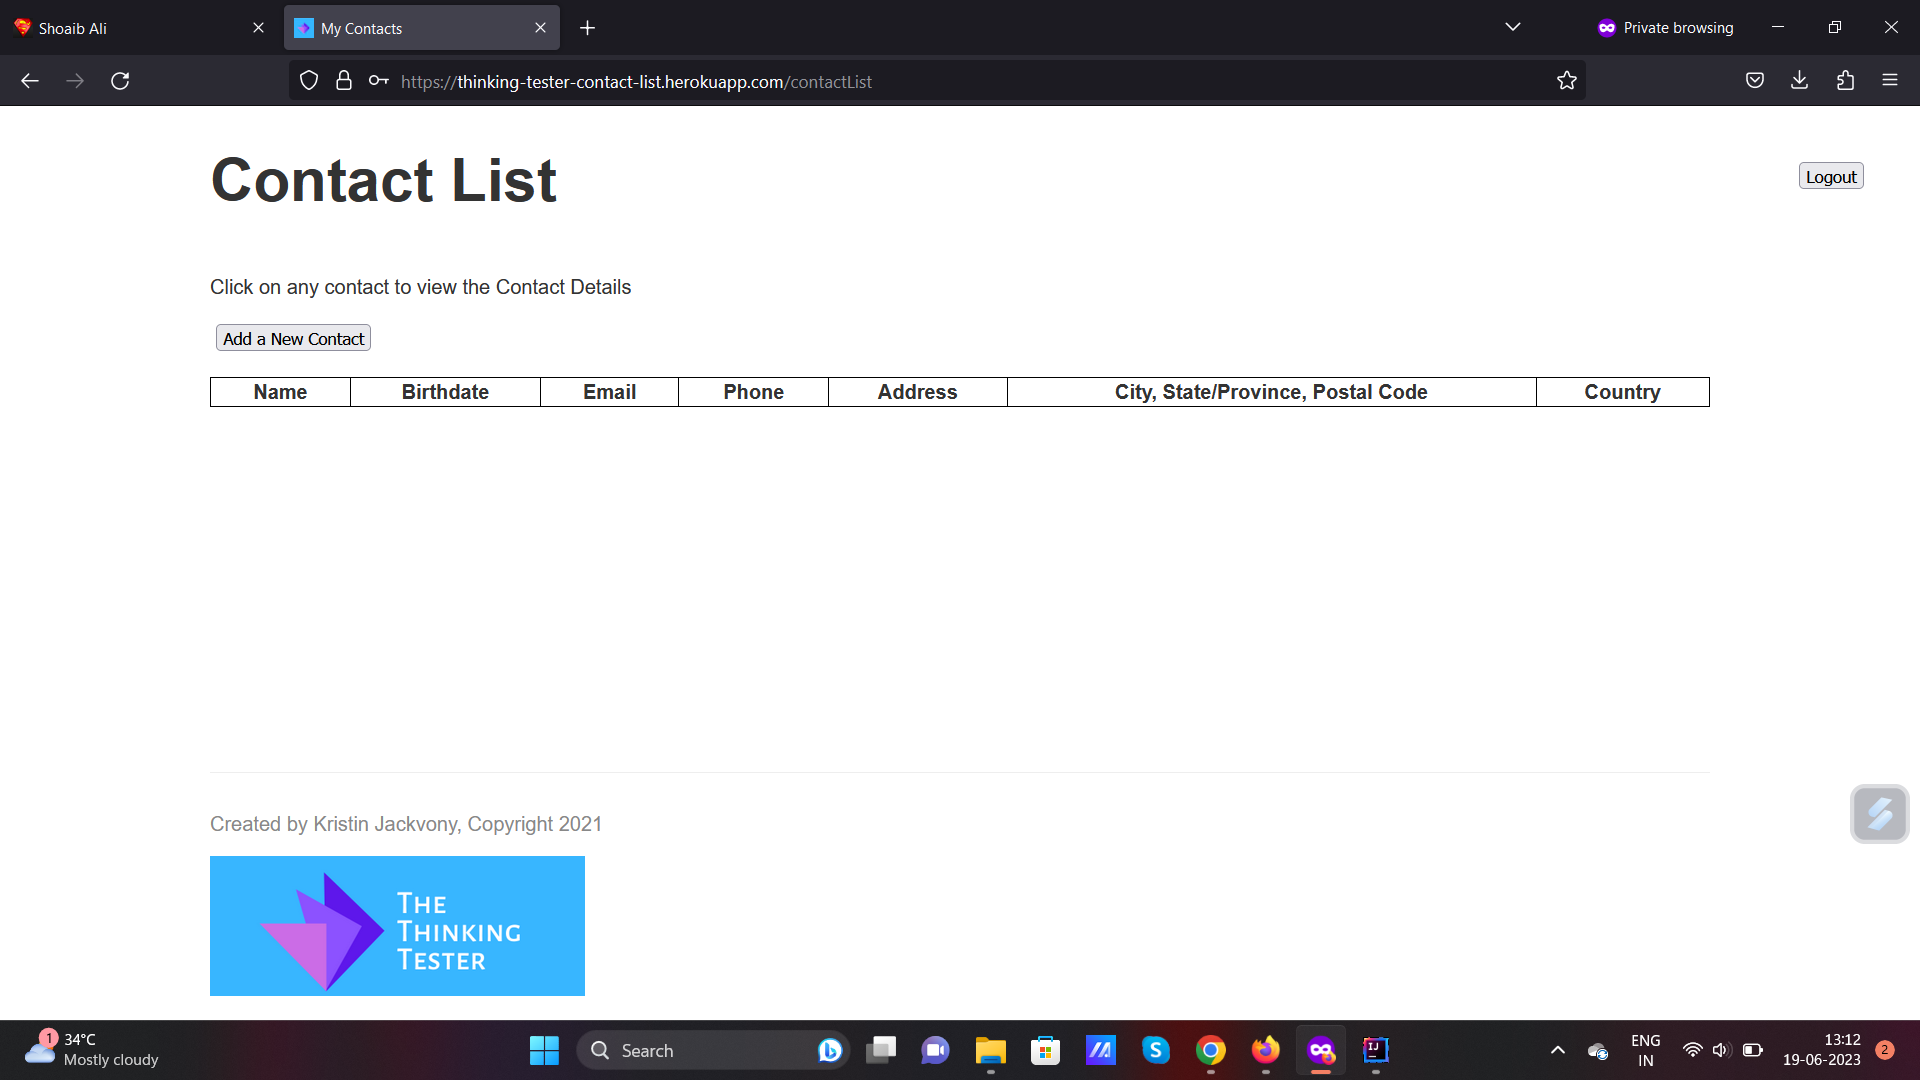 Shoaib Ali
My Contacts
Private browsing
https://thinking-tester-contact-list.herokuapp.com/contactList
Contact List
Logout
Click on any contact to view the Contact Details
Add a New Contact
Name Birthdate Email Phone Address City, State/Province, Postal Code Country
Created by Kristin Jackvony, Copyright 2021
THE
THINKING
TESTER
1
34°C
Mostly cloudy
Search
S
IJ
ENG
IN
13:12
19-06-2023
2